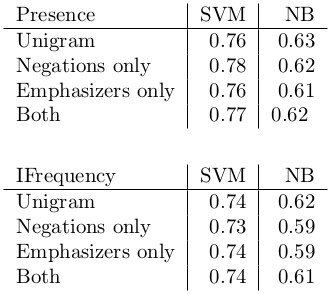 Presence SVM NB
Unigram 0.76 0.63
Negations only 0.78 0.62
Emphasizers only 0.76 0.61
Both 0.77 0.62
IFrequency SVM NB
Unigram 0.74 0.62
Negations only 0.73 0.59
Emphasizers only 0.74 0.59
Both 0.74 0.61